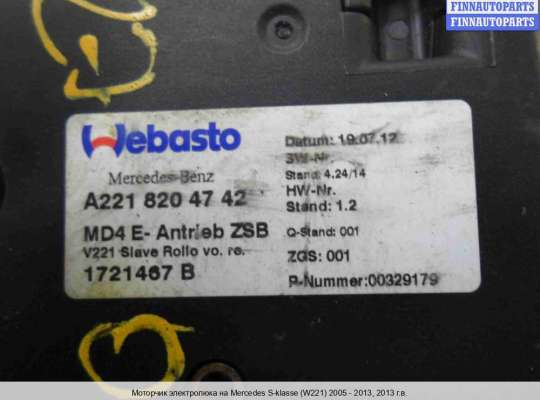 FINNAUTOPARTS
FINNAUTOPARTS
FINNAUTOPARTS
Webasto
Mercedes-Benz
A221 820 47 42
MD4 E- Antrieb ZSB
V221 Slave Rollo vo. re.
1721467 B
Datum: 19.07.12
SW-Nr.
Stand: 4.24/14
HW-Nr.
Stand: 1.2
Q-Stand: 001
ZGS: 001
P-Nummer:00329179
Моторчик электролюка на Mercedes S-klasse (W221) 2005 - 2013, 2013 г.в.